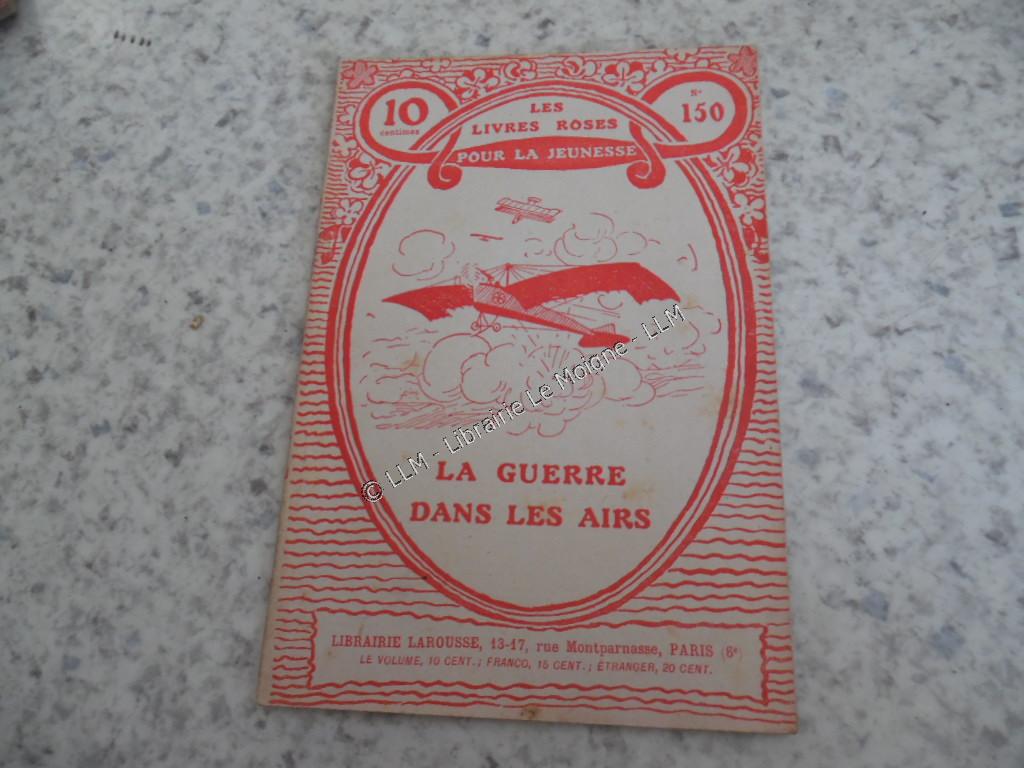 10
centimes
LES
LIVRES ROSES
POUR LA JEUNESSE
N°
150
© LLM - Librairie Le Moigne - LLM
LA GUERRE
DANS LES AIRS
LIBRAIRIE LAROUSSE, 13-17, rue Montparnasse, PARIS (6e)
LE VOLUME, 10 CENT.; FRANCO, 15 CENT.; ÉTRANGER, 20 CENT.